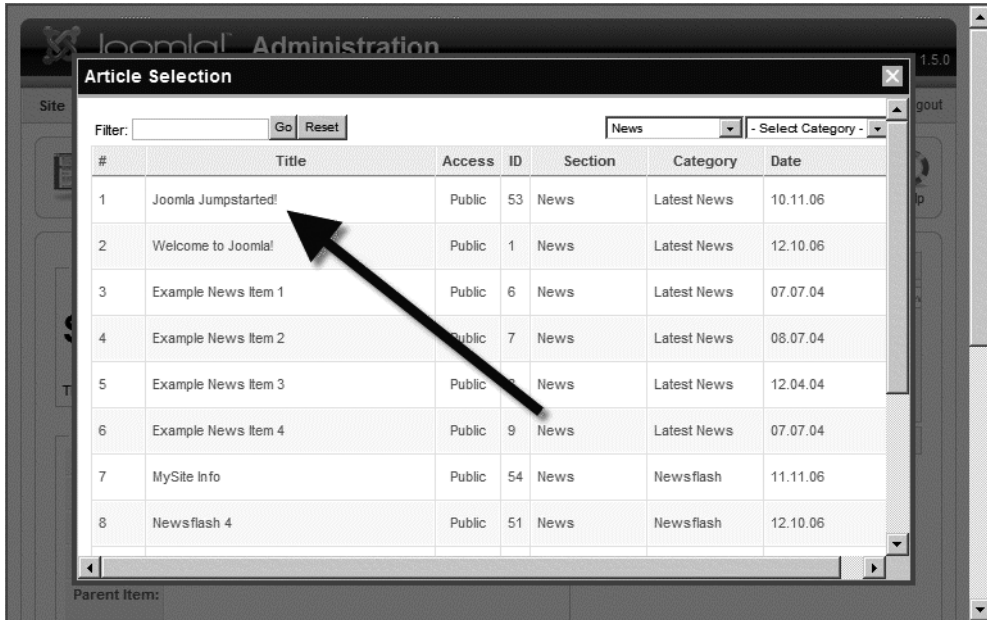 Joomla! Administration
1.5.0
Article Selection
Site
gout
Filter: Go Reset News - Select Category -
# Title Access ID Section Category Date
1 Joomla Jumpstarted! Public 53 News Latest News 10.11.06
2 Welcome to Joomla! Public 1 News Latest News 12.10.06
3 Example News Item 1 Public 6 News Latest News 07.07.04
4 Example News Item 2 Public 7 News Latest News 08.07.04
5 Example News Item 3 Public News Latest News 12.04.04
6 Example News Item 4 Public 9 News Latest News 07.07.04
7 MySite Info Public 54 News Newsflash 11.11.06
8 Newsflash 4 Public 51 News Newsflash 12.10.06
Parent Item: